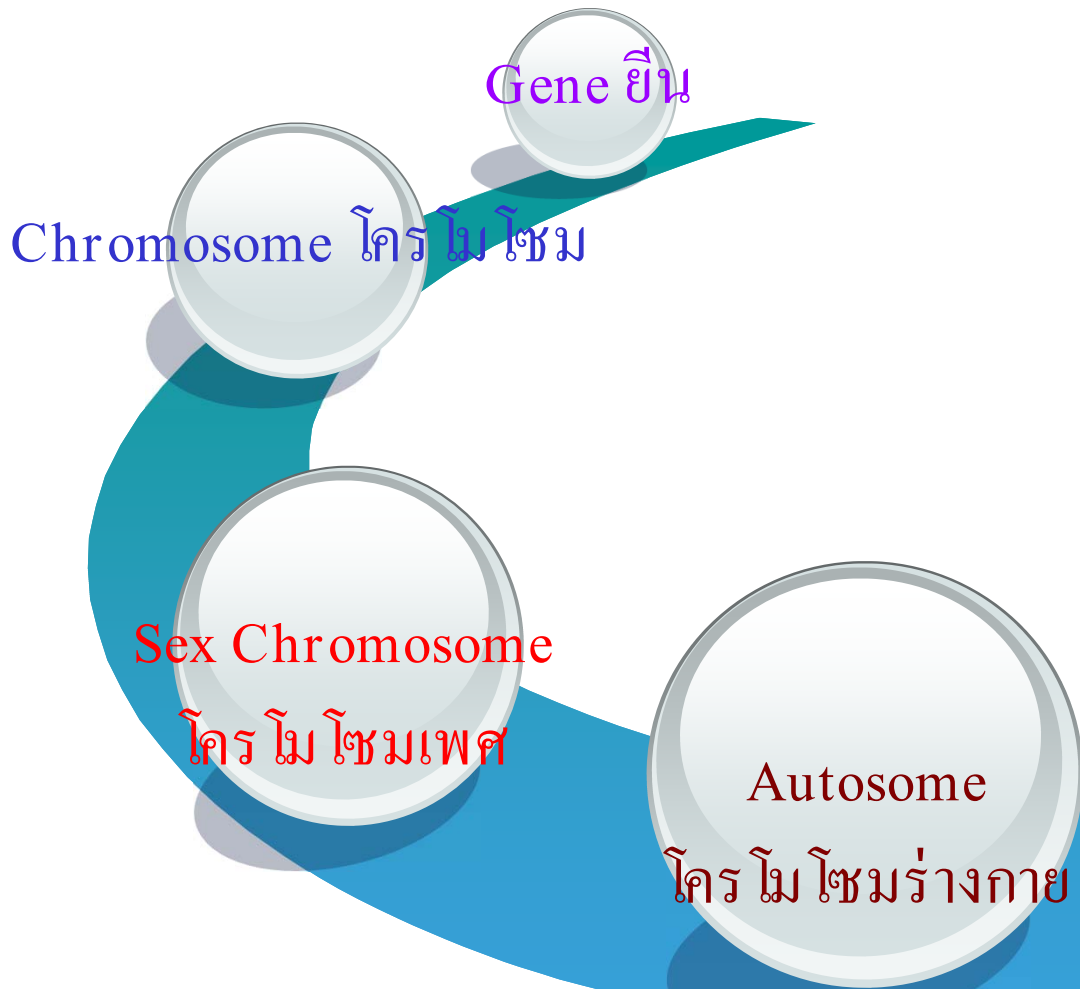 Gene ยีน
Chromosome โครโมโซม
Sex Chromosome
โครโมโซมเพศ
Autosome
โครโมโซมร่างกาย